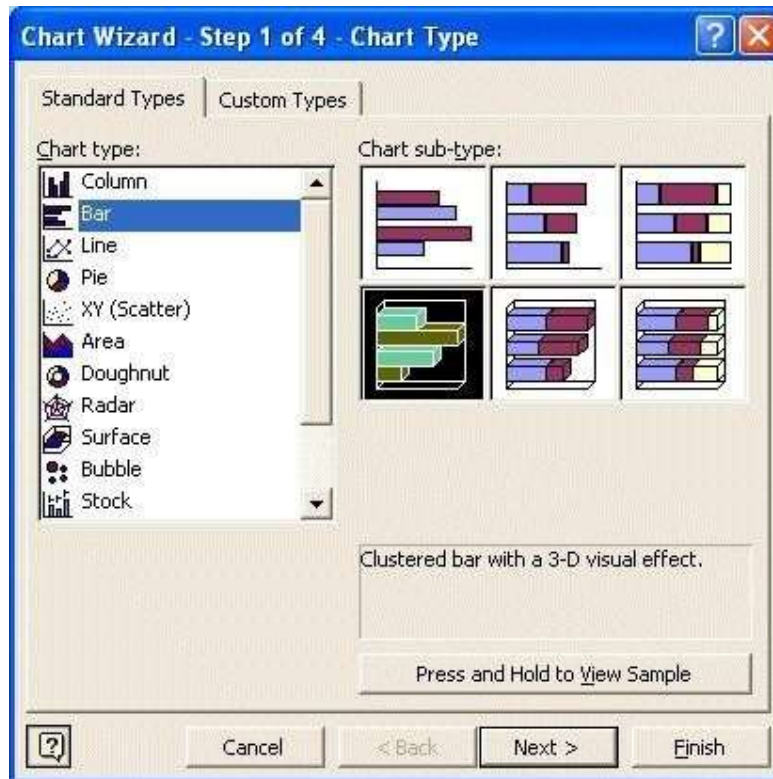 Chart Wizard - Step 1 of 4 - Chart Type
?
Standard Types
Custom Types
Chart type:
Column
Bar
Line
Pie
XY (Scatter)
Area
Doughnut
Radar
Surface
Bubble
Stock
Chart sub-type:
Clustered bar with a 3-D visual effect.
Press and Hold to View Sample
?
Cancel
< Back
Next >
Finish